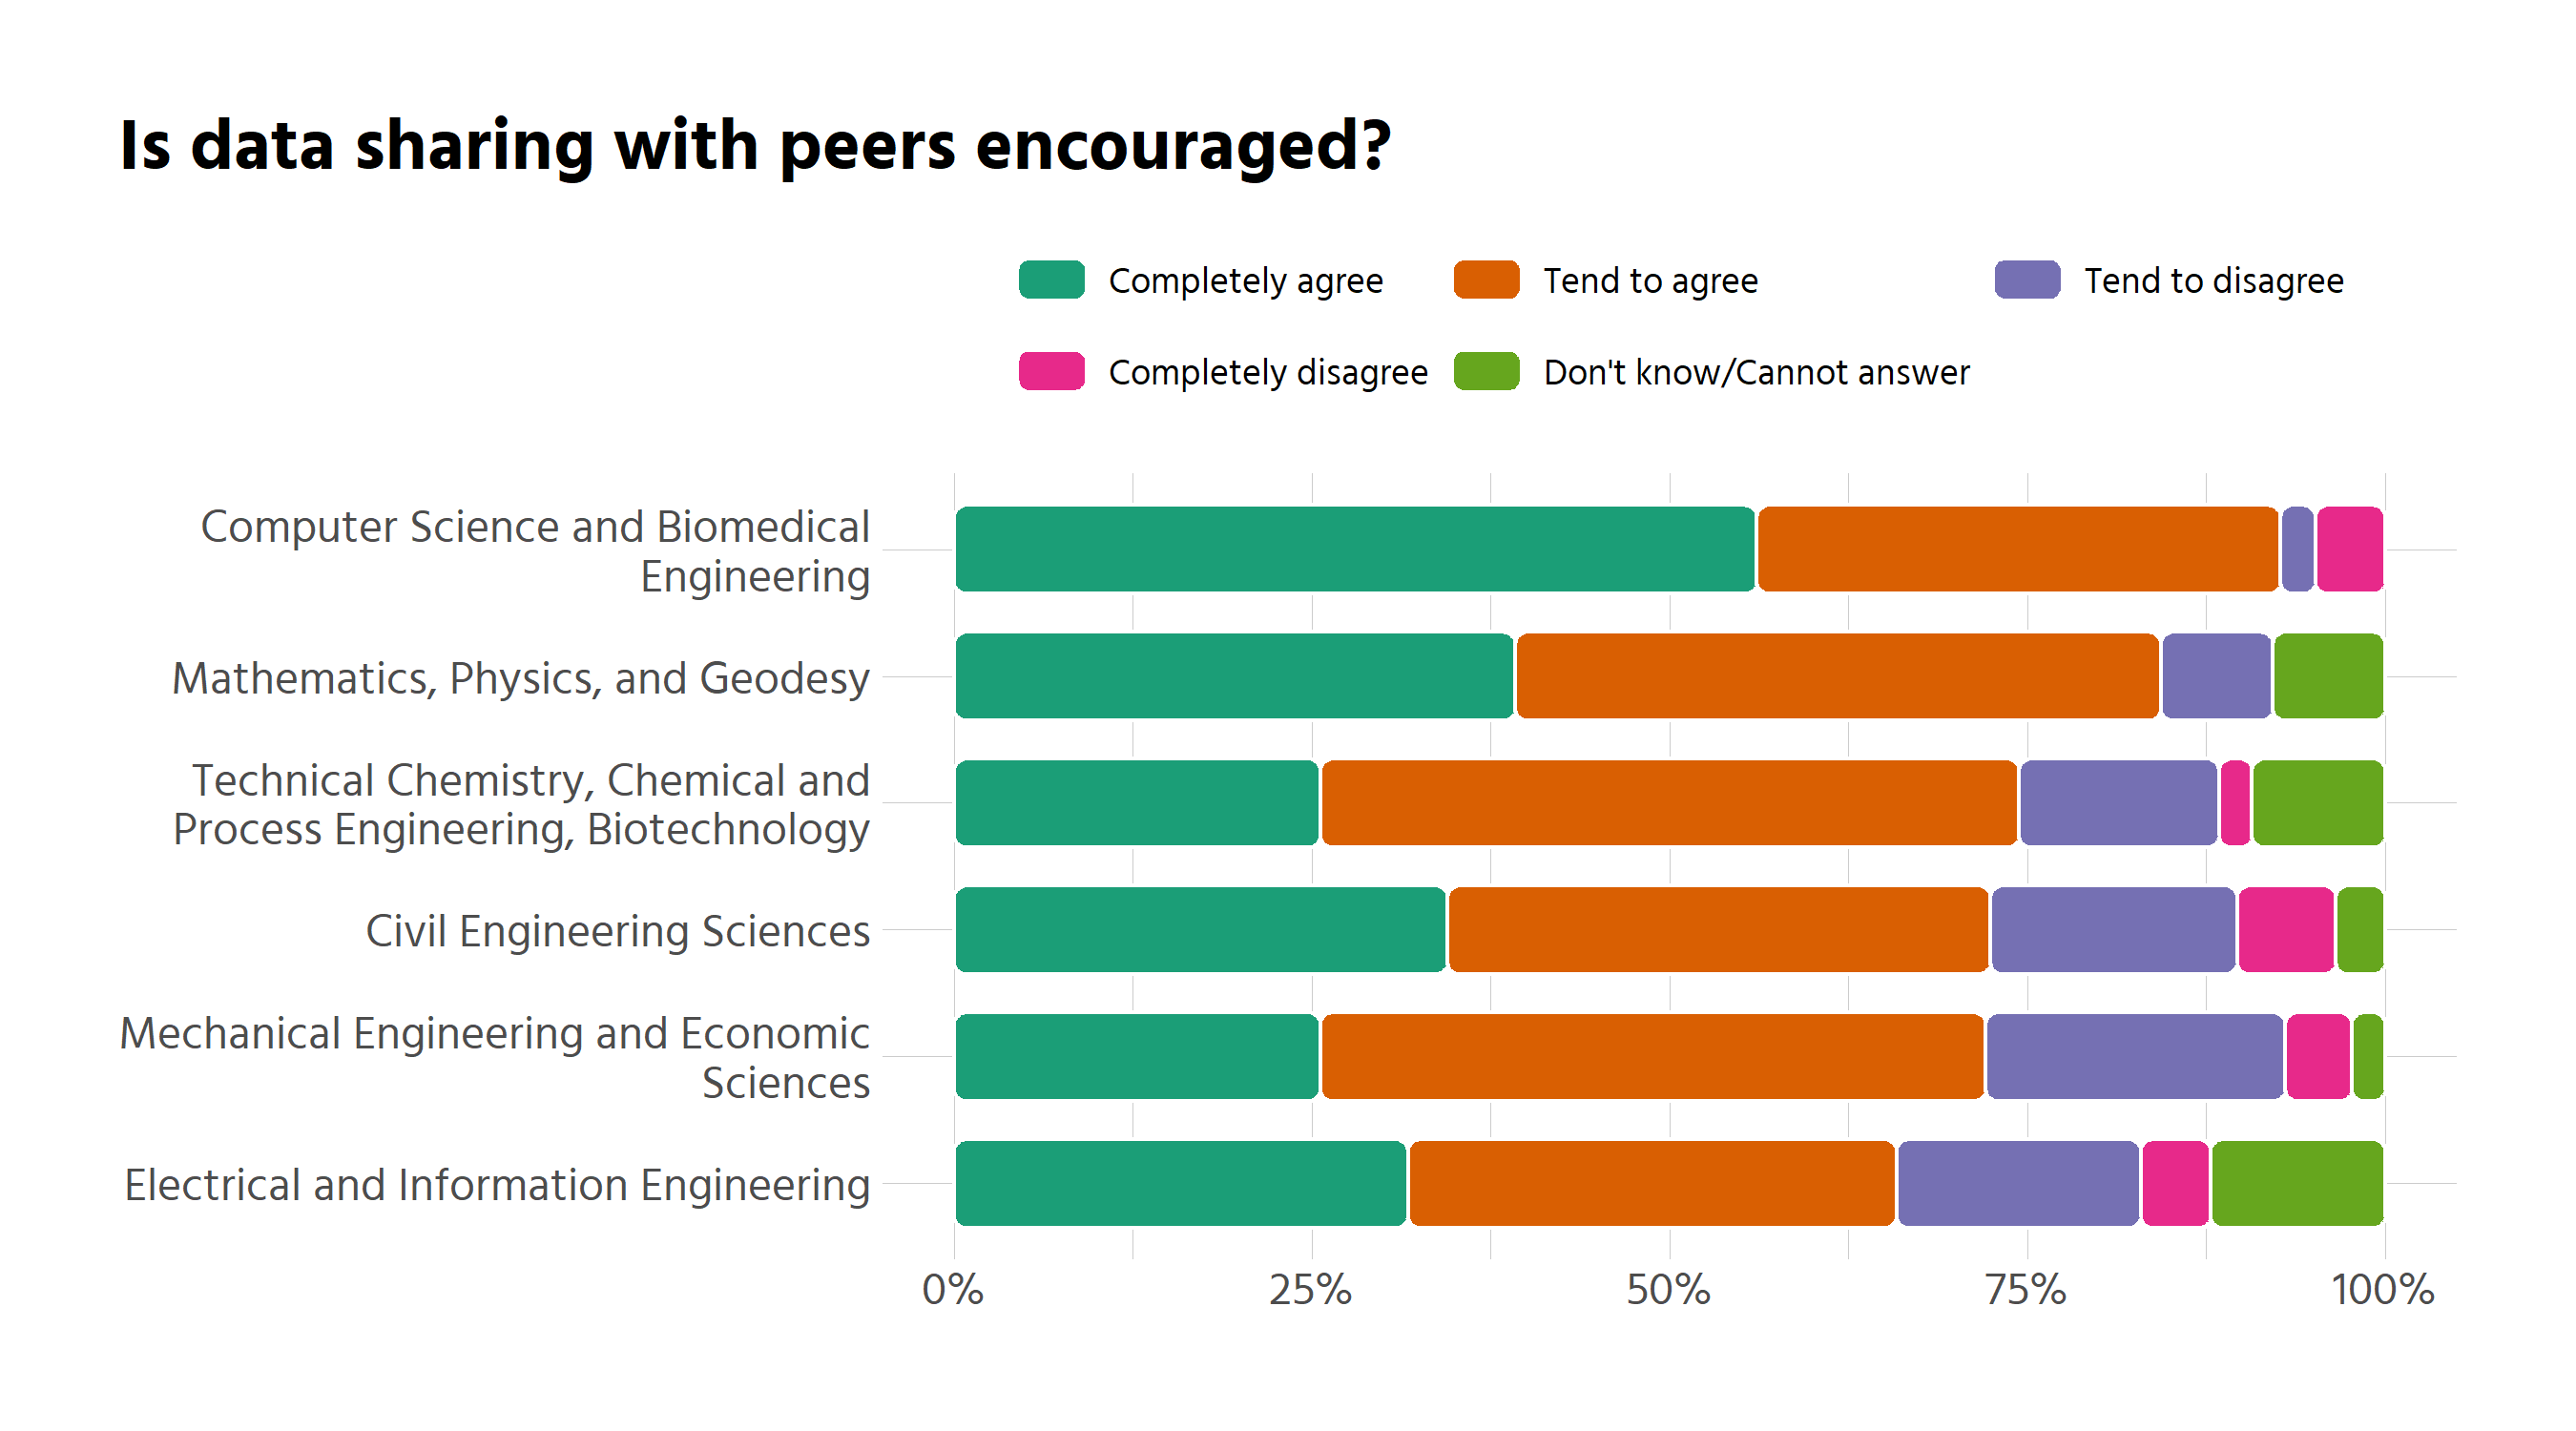 Is data sharing with peers encouraged?
Completely agree
Tend to agree
Tend to disagree
Completely disagree
Don't know/Cannot answer
Computer Science and Biomedical
Engineering
Mathematics, Physics, and Geodesy
Technical Chemistry, Chemical and
Process Engineering, Biotechnology
Civil Engineering Sciences
Mechanical Engineering and Economic
Sciences
Electrical and Information Engineering
0%
25%
50%
75%
100%